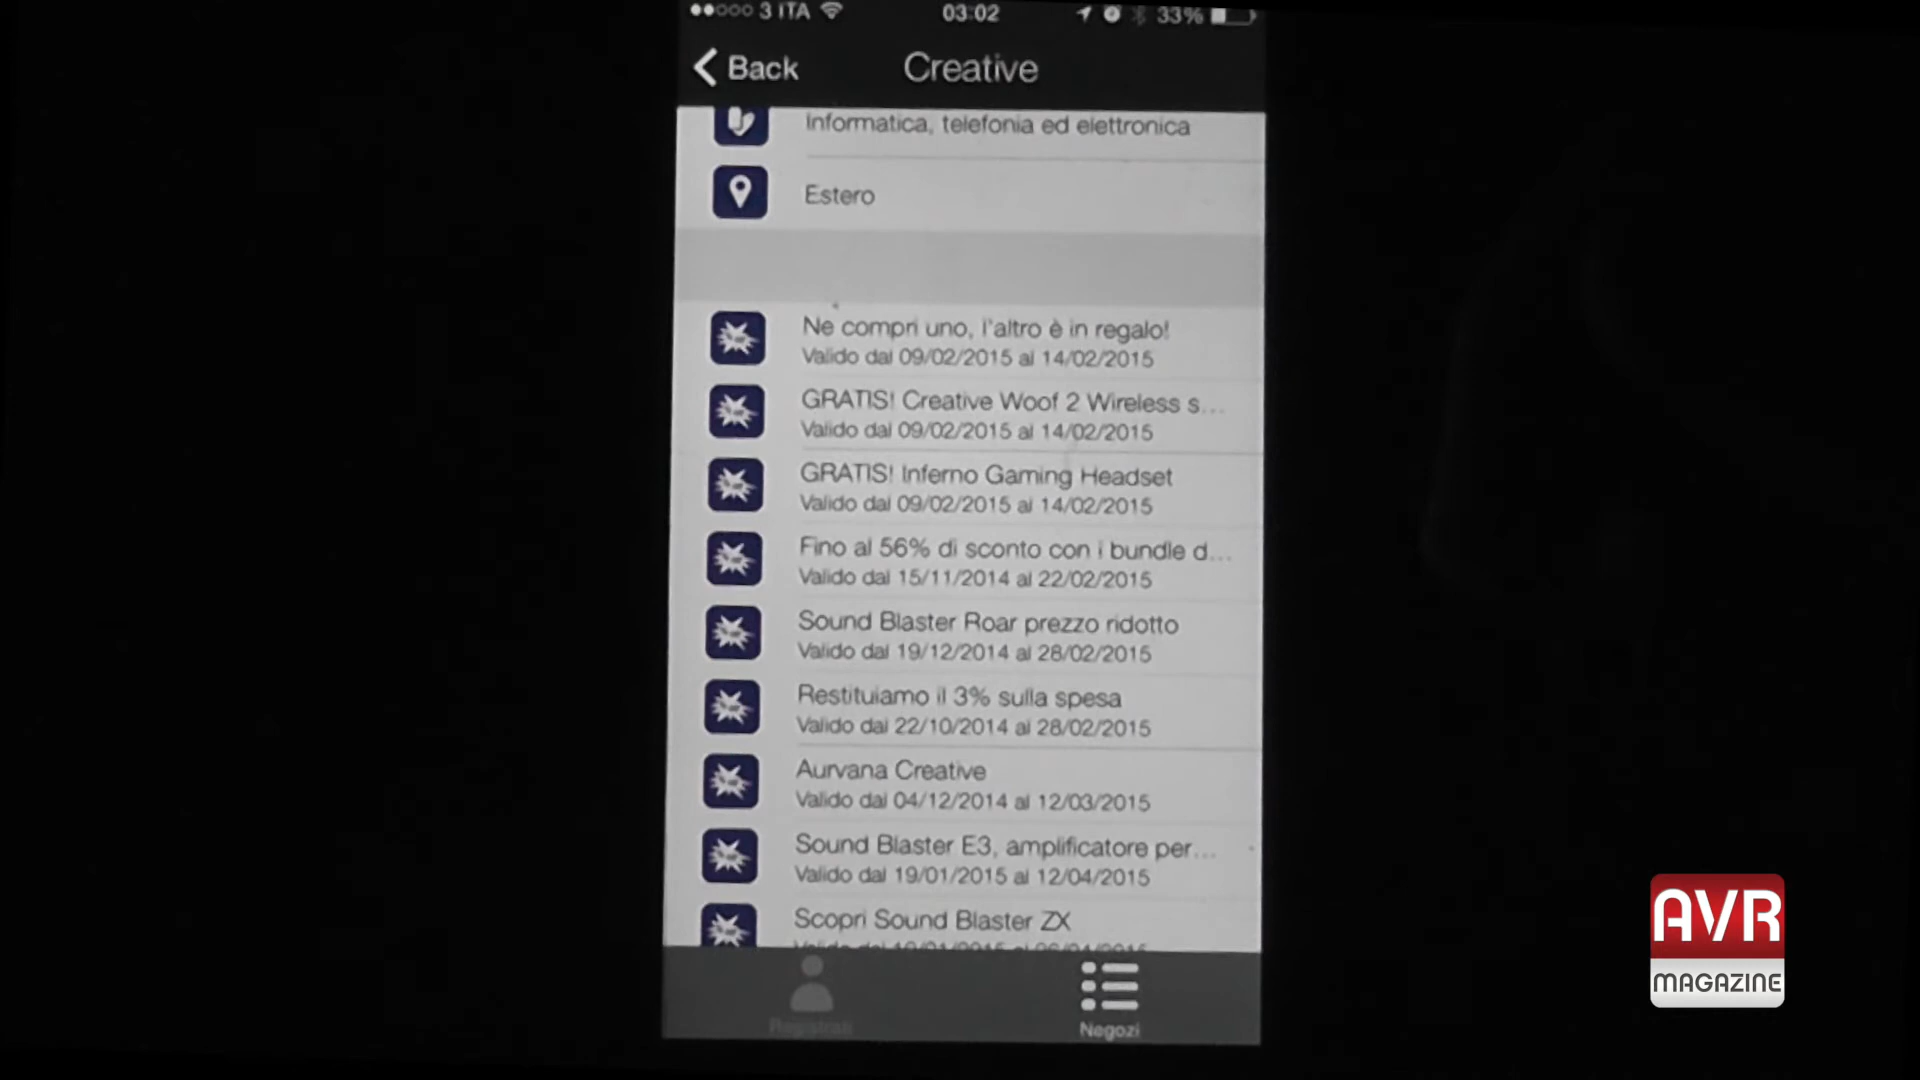 3 ITA 03:02 33%
Back Creative
Informatica, telefonia ed elettronica
Estero
Ne compri uno, l'altro è in regalo!
Valido dal 09/02/2015 al 14/02/2015
GRATIS! Creative Woof 2 Wireless s...
Valido dal 09/02/2015 al 14/02/2015
GRATIS! Inferno Gaming Headset
Valido dal 09/02/2015 al 14/02/2015
Fino al 56% di sconto con i bundle d...
Valido dal 15/11/2014 al 22/02/2015
Sound Blaster Roar prezzo ridotto
Valido dal 19/12/2014 al 28/02/2015
Restituiamo il 3% sulla spesa
Valido dal 22/10/2014 al 28/02/2015
Aurvana Creative
Valido dal 04/12/2014 al 12/03/2015
Sound Blaster E3, amplificatore per...
Valido dal 19/01/2015 al 12/04/2015
Scopri Sound Blaster ZX
Registrati Negozi
AVR
MAGAZINE